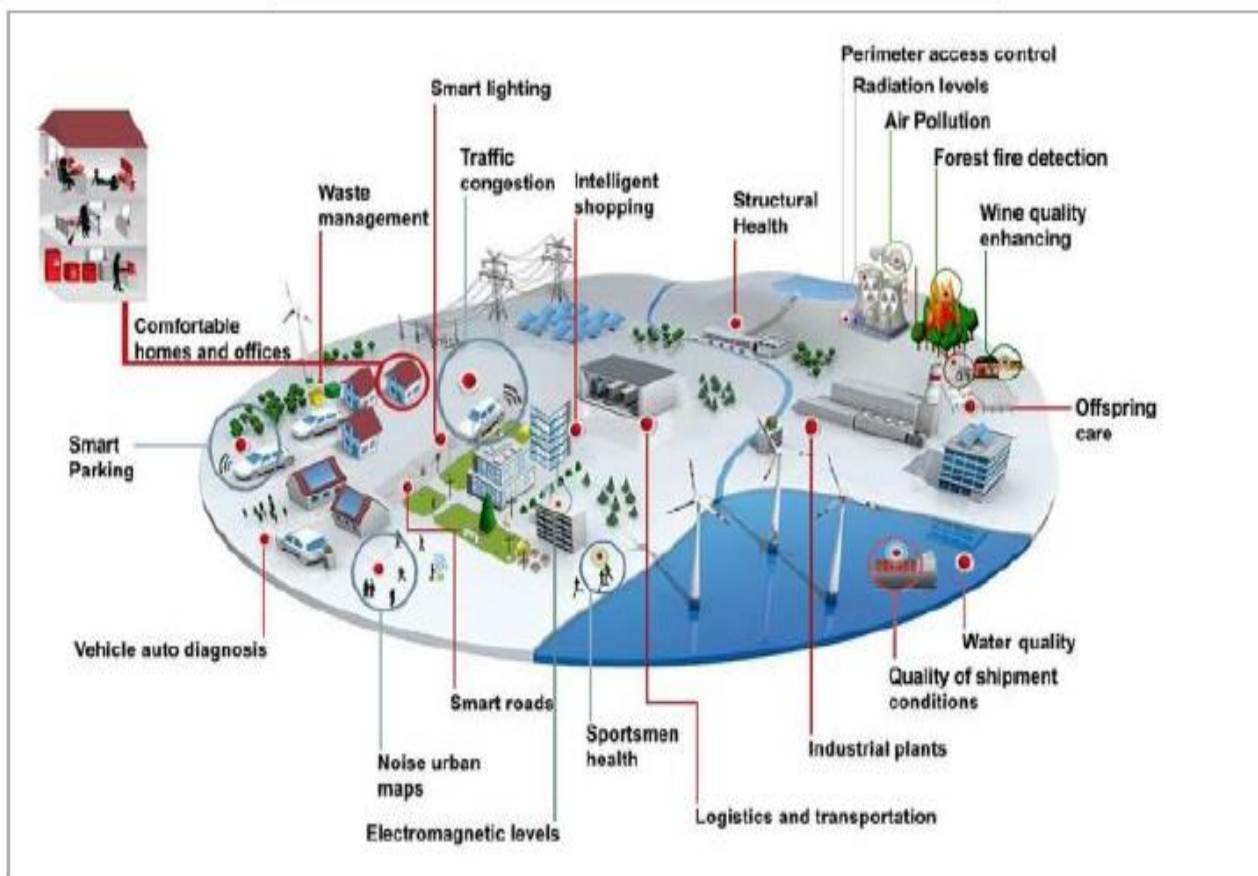 Perimeter access control
Radiation levels
Smart lighting
Air Pollution
Traffic
congestion
Forest fire detection
Intelligent
shopping
Waste
management
Structural
Health
Wine quality
enhancing
Comfortable
homes and offices
Offspring
care
Smart
Parking
Vehicle auto diagnosis
Water quality
Quality of shipment
conditions
Smart roads
Sportsmen
health
Industrial plants
Noise urban
maps
Logistics and transportation
Electromagnetic levels